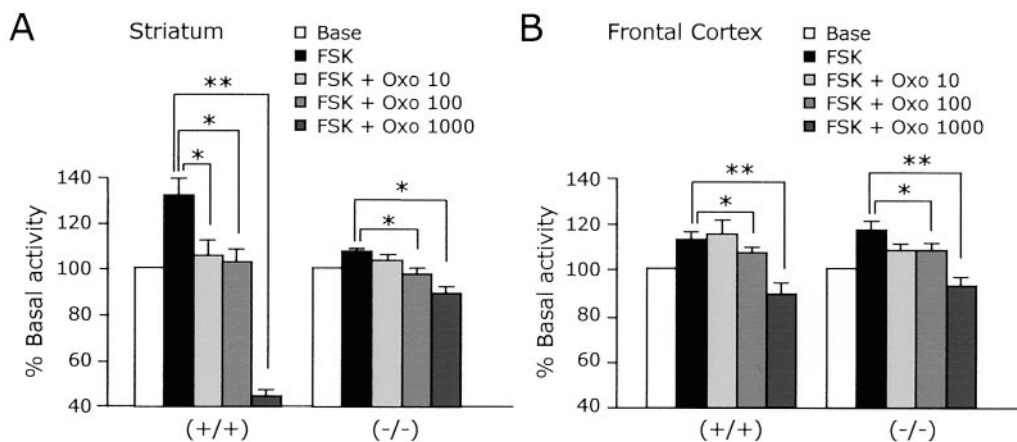 A
Striatum
Base
FSK
FSK + Oxo 10
FSK + Oxo 100
FSK + Oxo 1000
**
*
*
*
*
% Basal activity
140
120
100
80
60
40
(+/+)
(-/-)
B
Frontal Cortex
Base
FSK
FSK + Oxo 10
FSK + Oxo 100
FSK + Oxo 1000
**
*
**
*
% Basal activity
140
120
100
80
60
40
(+/+)
(-/-)